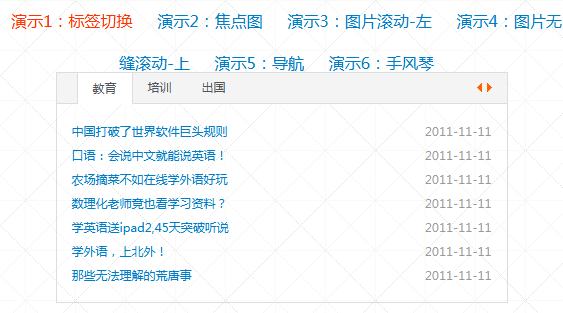 演示1：标签切换 演示2：焦点图 演示3：图片滚动-左 演示4：图片无
缝滚动-上 演示5：导航 演示6：手风琴
教育 培训 出国
中国打破了世界软件巨头规则 2011-11-11
口语：会说中文就能说英语！ 2011-11-11
农场摘菜不如在线学外语好玩 2011-11-11
数理化老师竟也看学习资料？ 2011-11-11
学英语送ipad2,45天突破听说 2011-11-11
学外语，上北外！ 2011-11-11
那些无法理解的荒唐事 2011-11-11